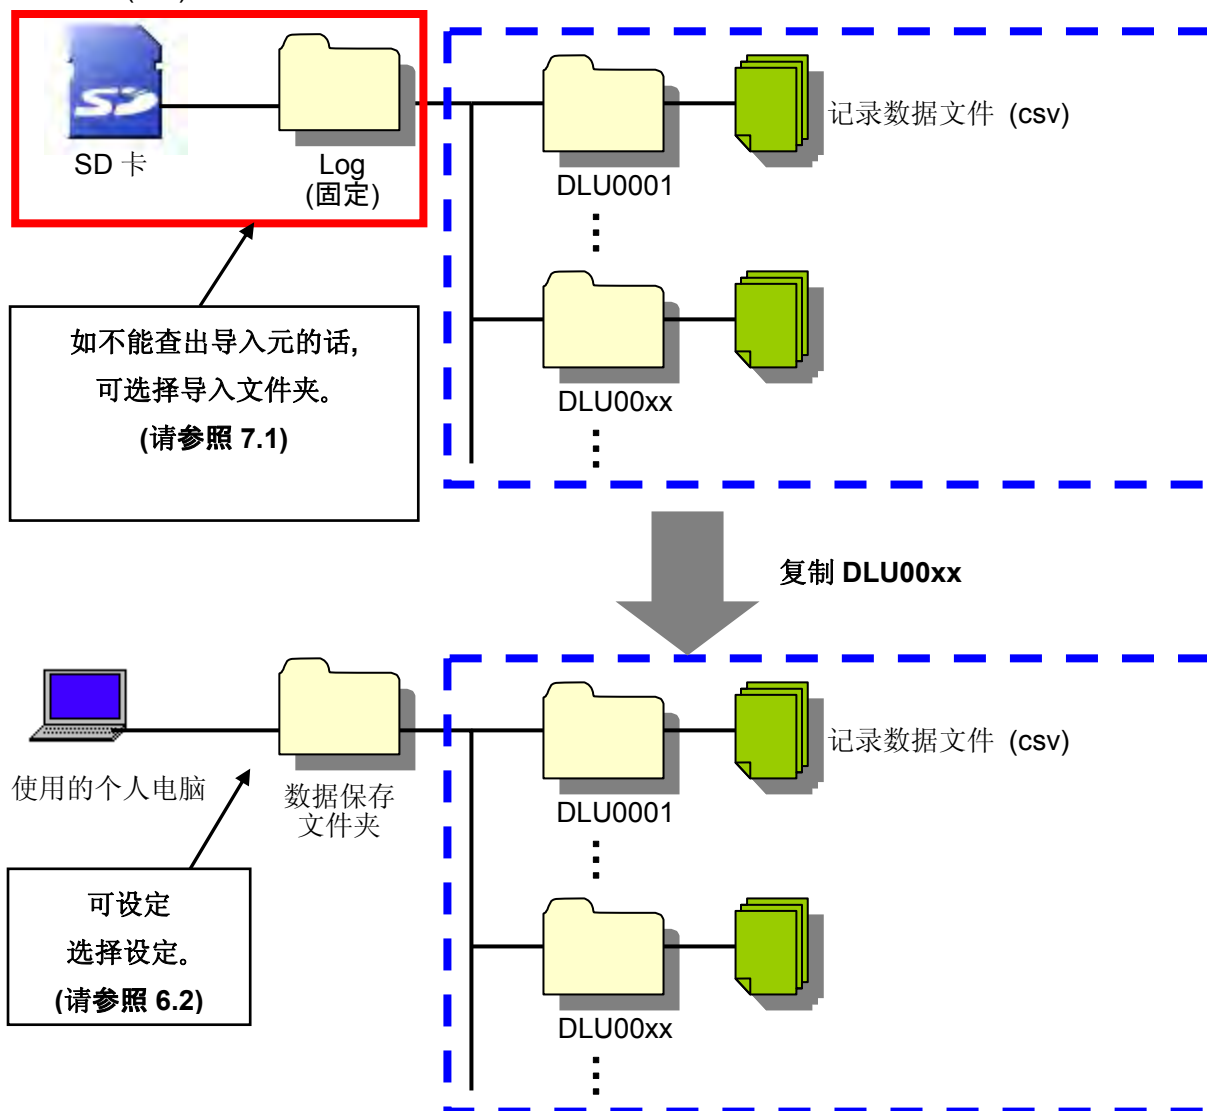 SD
SD 卡
Log
(固定)
DLU0001
记录数据文件 (csv)
DLU00xx
如不能查出导入元的话,
可选择导入文件夹。
(请参照 7.1)
复制 DLU00xx
使用的个人电脑
数据保存
文件夹
DLU0001
记录数据文件 (csv)
DLU00xx
可设定
选择设定。
(请参照 6.2)